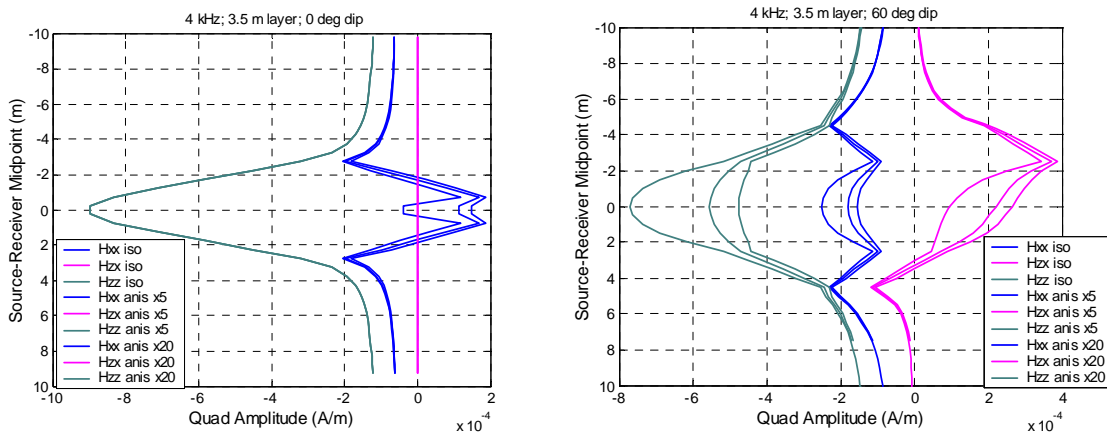 4 kHz; 3.5 m layer; 0 deg dip
Source-Receiver Midpoint (m)
-10
-8
-6
-4
-2
0
2
4
6
8
10
Hxx iso
Hzx iso
Hzz iso
Hxx anis x5
Hzx anis x5
Hzz anis x5
Hxx anis x20
Hzx anis x20
Hzz anis x20
-10 -8 -6 -4 -2 0 2
Quad Amplitude (A/m)
x 10-4
4 kHz; 3.5 m layer; 60 deg dip
Source-Receiver Midpoint (m)
-10
-8
-6
-4
-2
0
2
4
6
8
10
Hxx iso
Hzx iso
Hzz iso
Hxx anis x5
Hzx anis x5
Hzz anis x5
Hxx anis x20
Hzx anis x20
Hzz anis x20
-8 -6 -4 -2 0 2 4
Quad Amplitude (A/m)
x 10-4